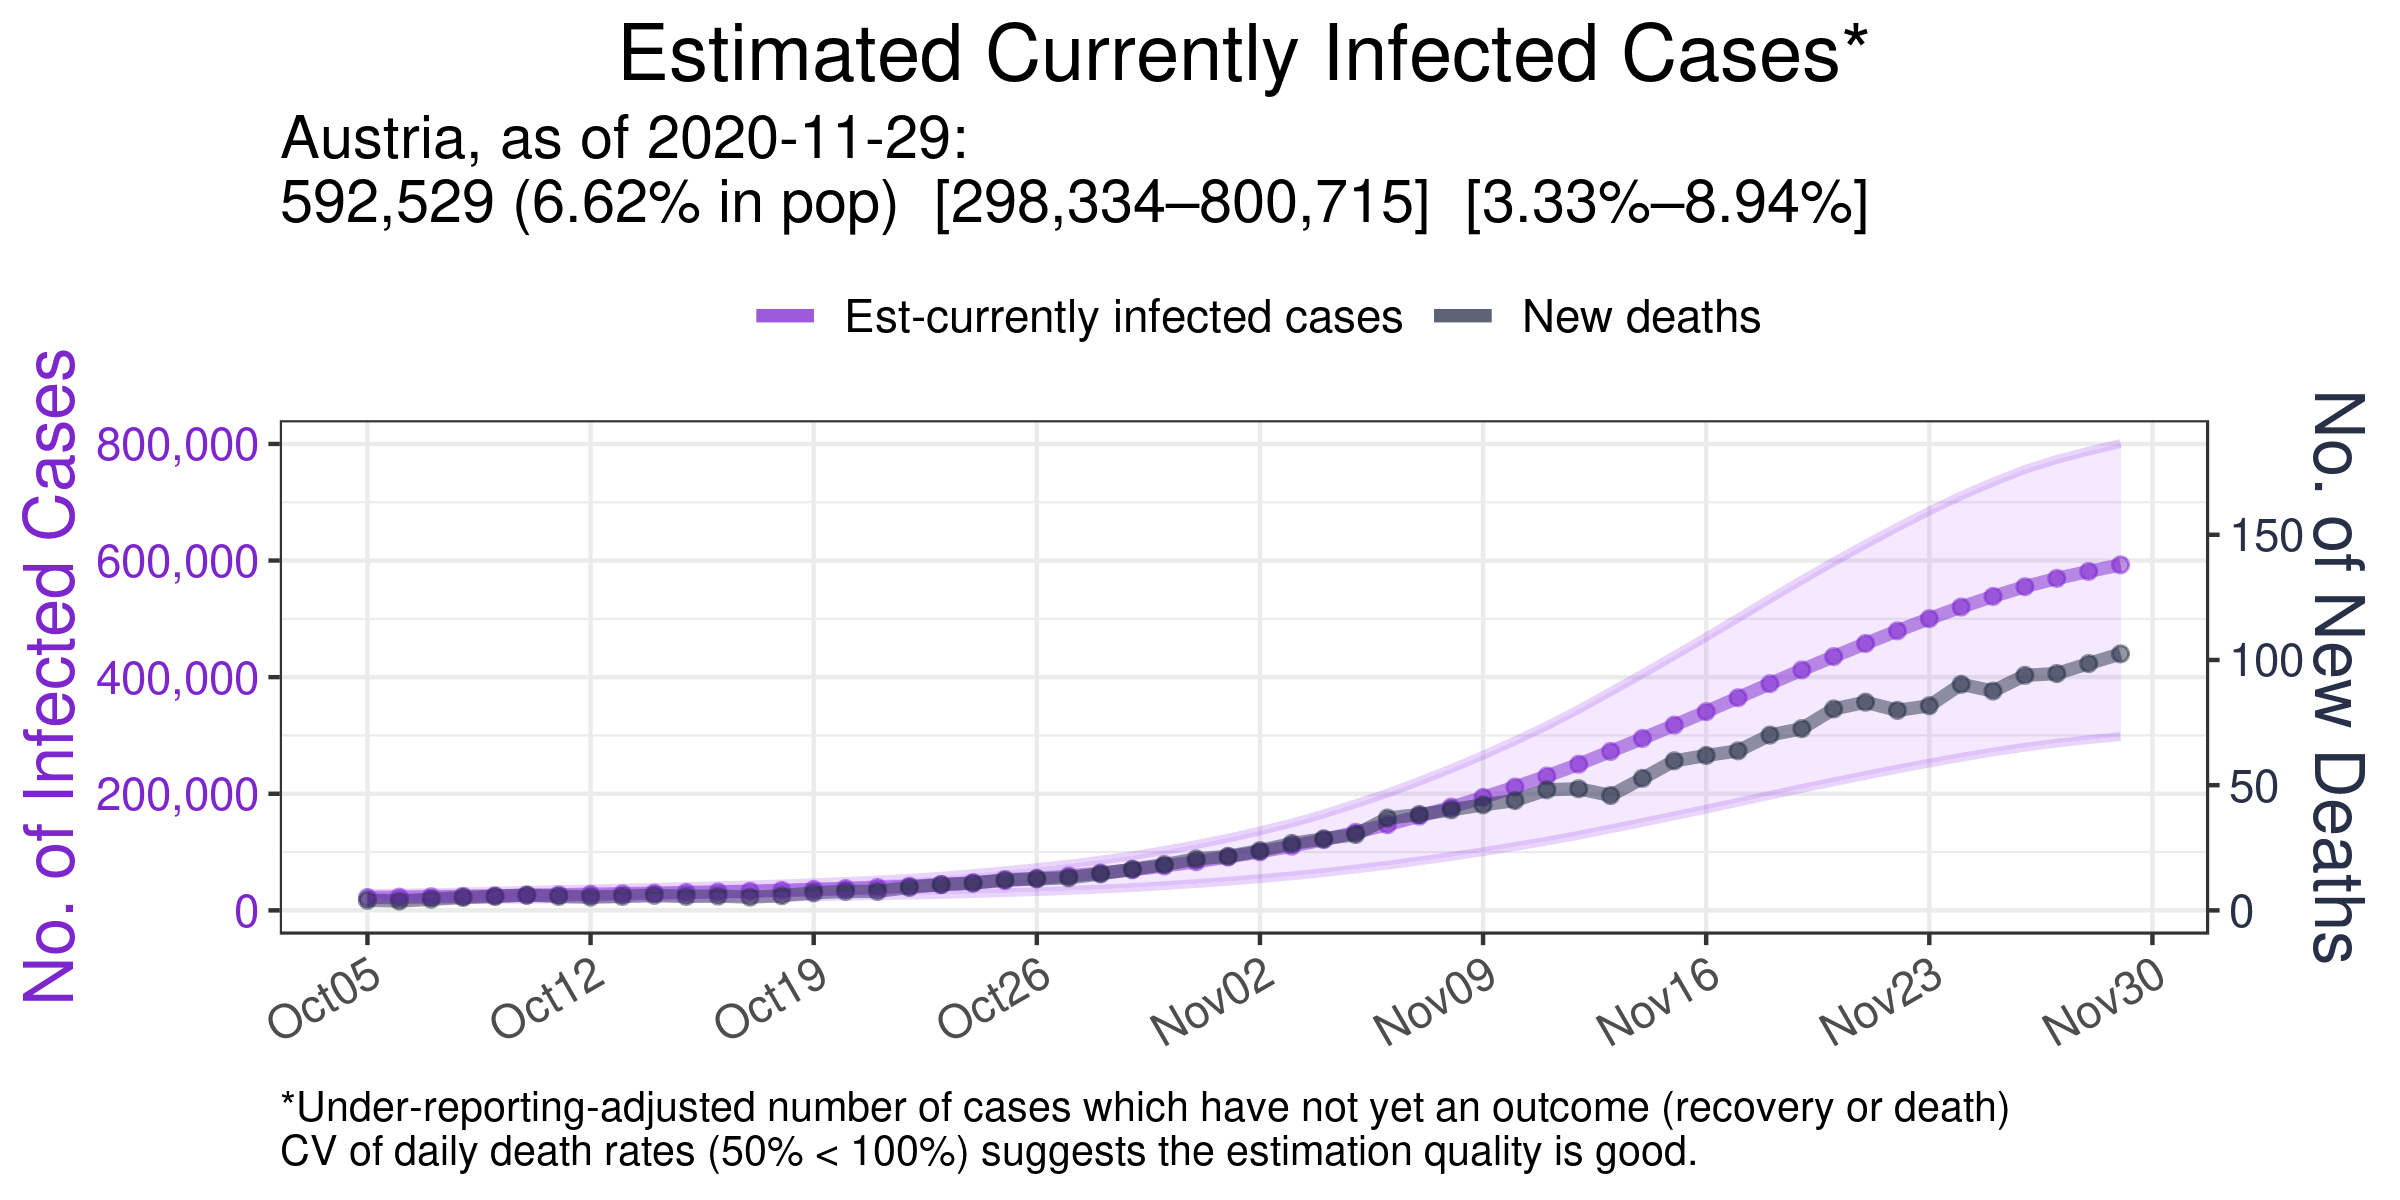 Estimated Currently Infected Cases*
Austria, as of 2020-11-29:
592,529 (6.62% in pop) [298,334–800,715] [3.33%–8.94%]
Est-currently infected cases
New deaths
No. of Infected Cases
800,000
600,000
400,000
200,000
0
No. of New Deaths
150
100
50
0
Oct05
Oct12
Oct19
Oct26
Nov02
Nov09
Nov16
Nov23
Nov30
*Under-reporting-adjusted number of cases which have not yet an outcome (recovery or death)
CV of daily death rates (50% < 100%) suggests the estimation quality is good.